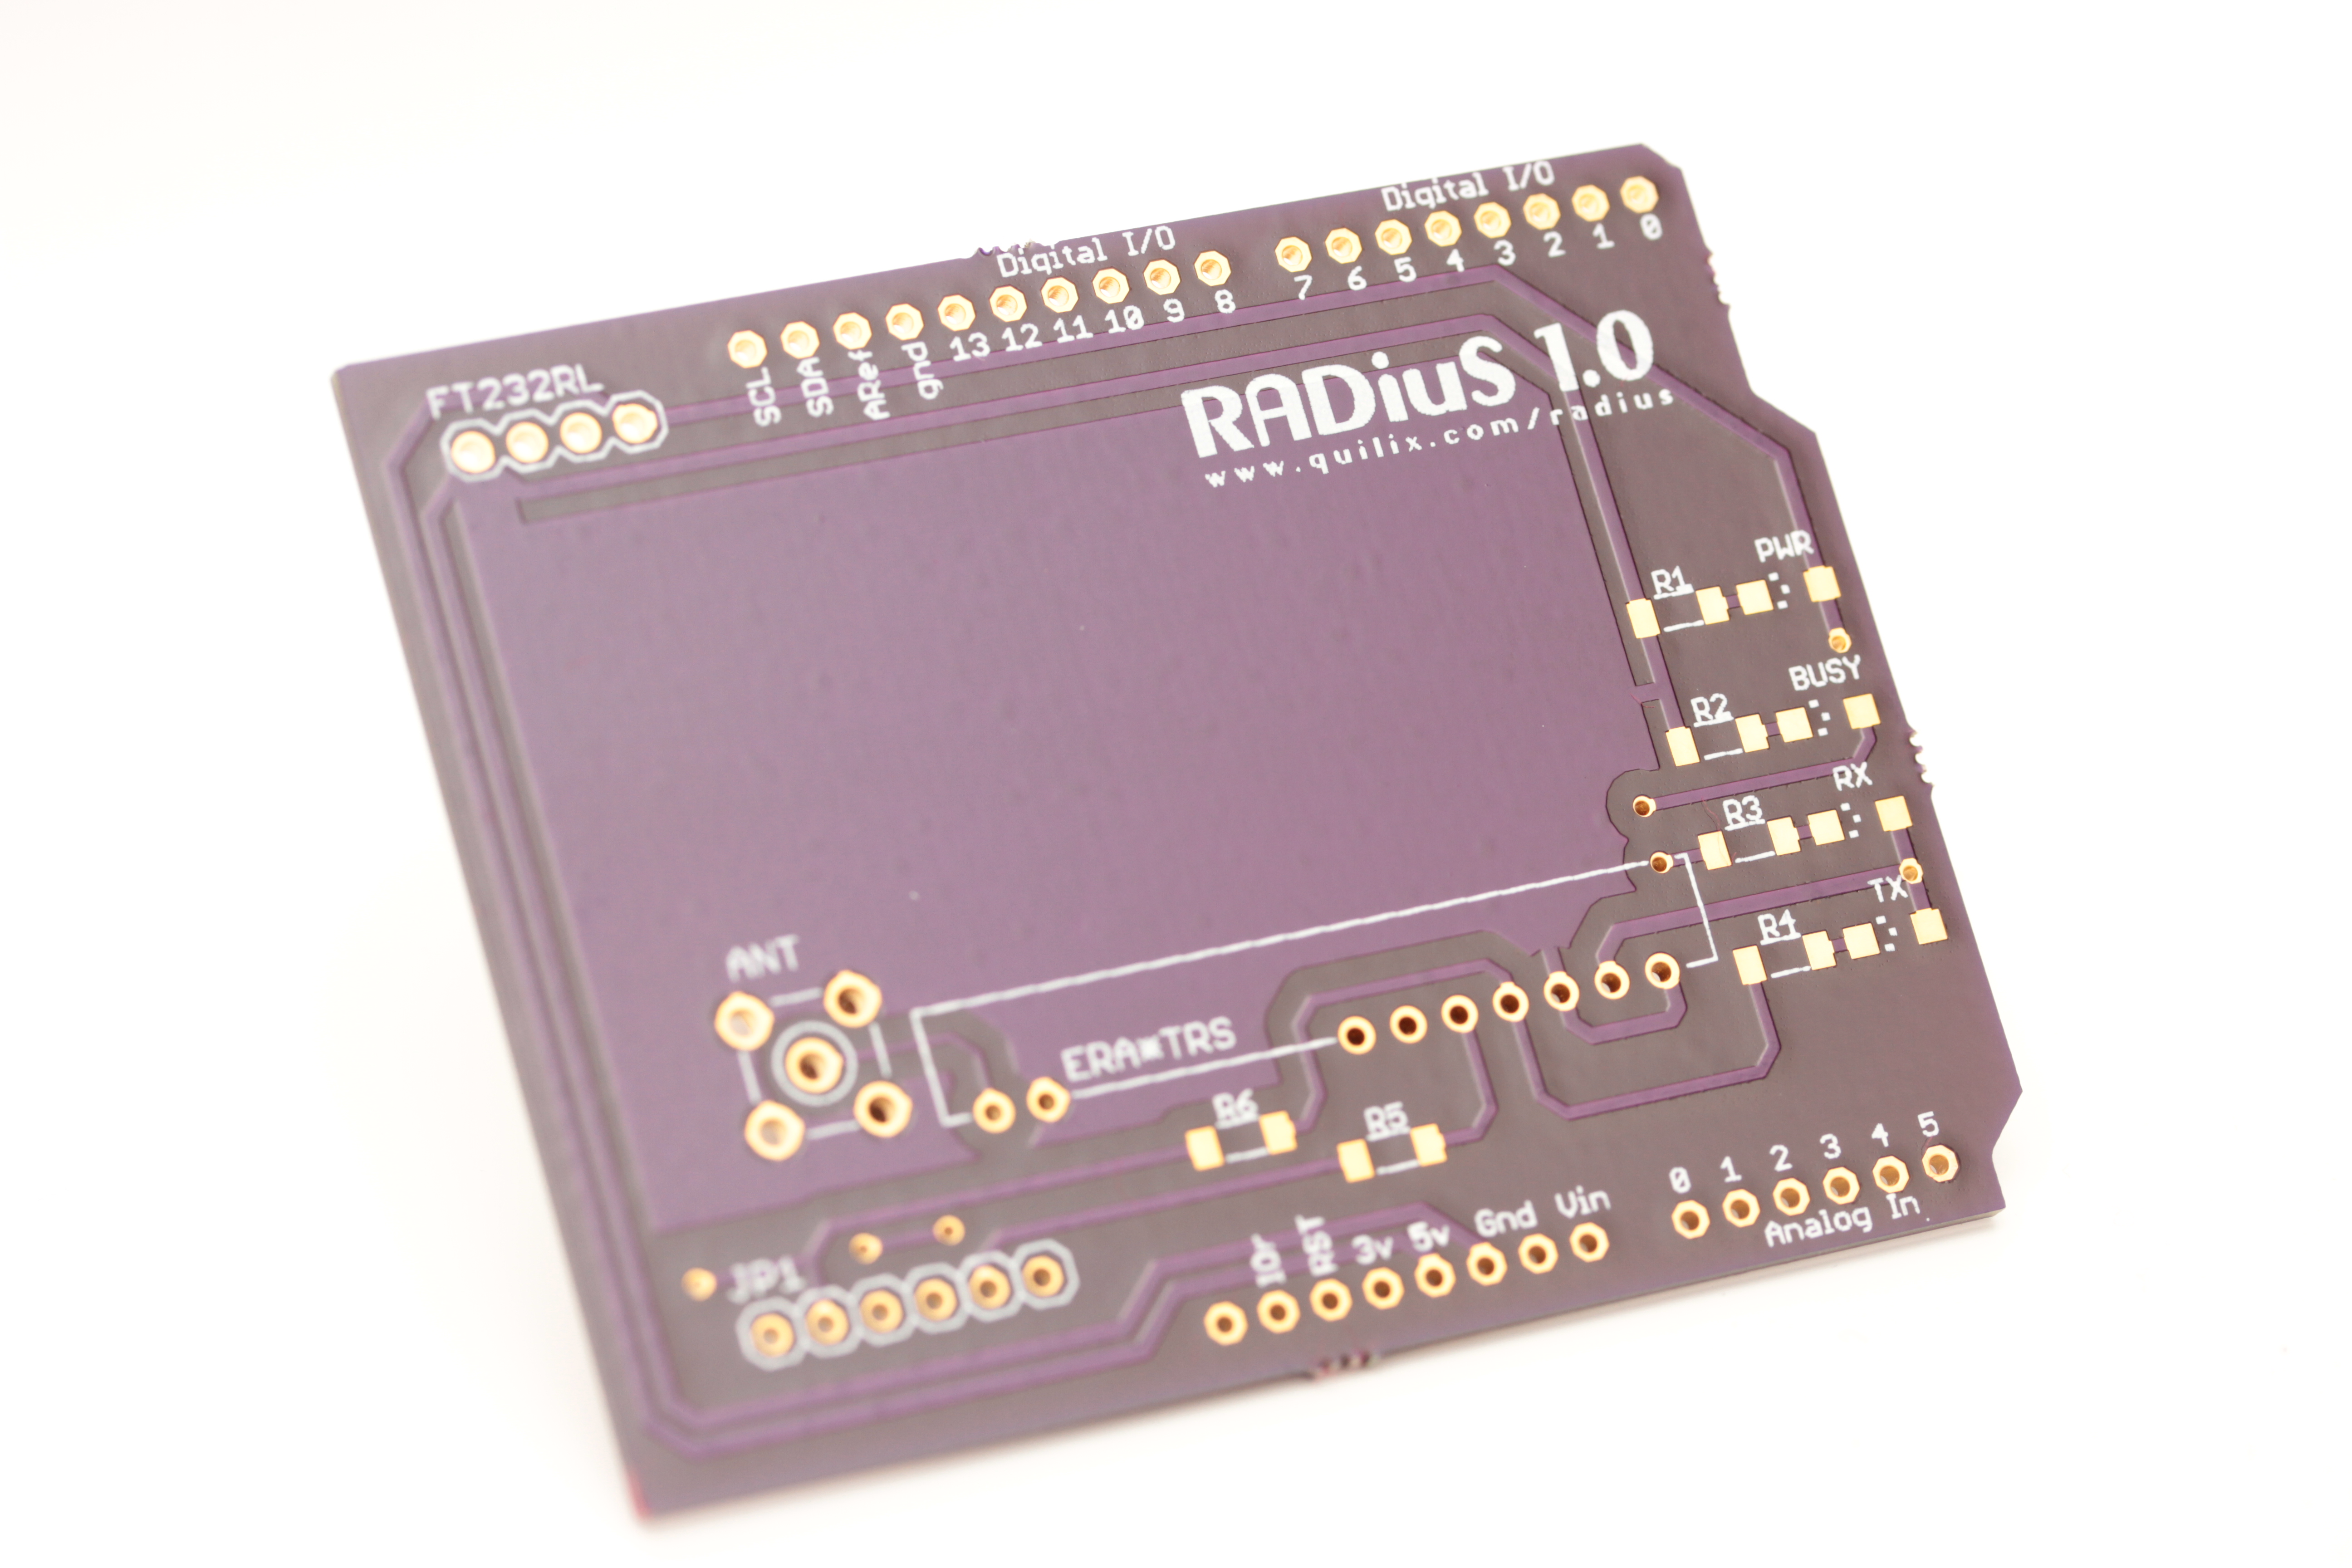 Digital I/O
0 1 2 3 4 5 6 7
Digital I/O
8 9 10 11 12 13 gnd ARef SDA SCL
FT232RL
RADiuS 1.0
www.quilix.com/radius
PWR
R1
BUSY
R2
RX
R3
TX
R4
ANT
ERA*TRS
R6
R5
JP1
IOr RST 3v 5v Gnd Vin
0 1 2 3 4 5
Analog In